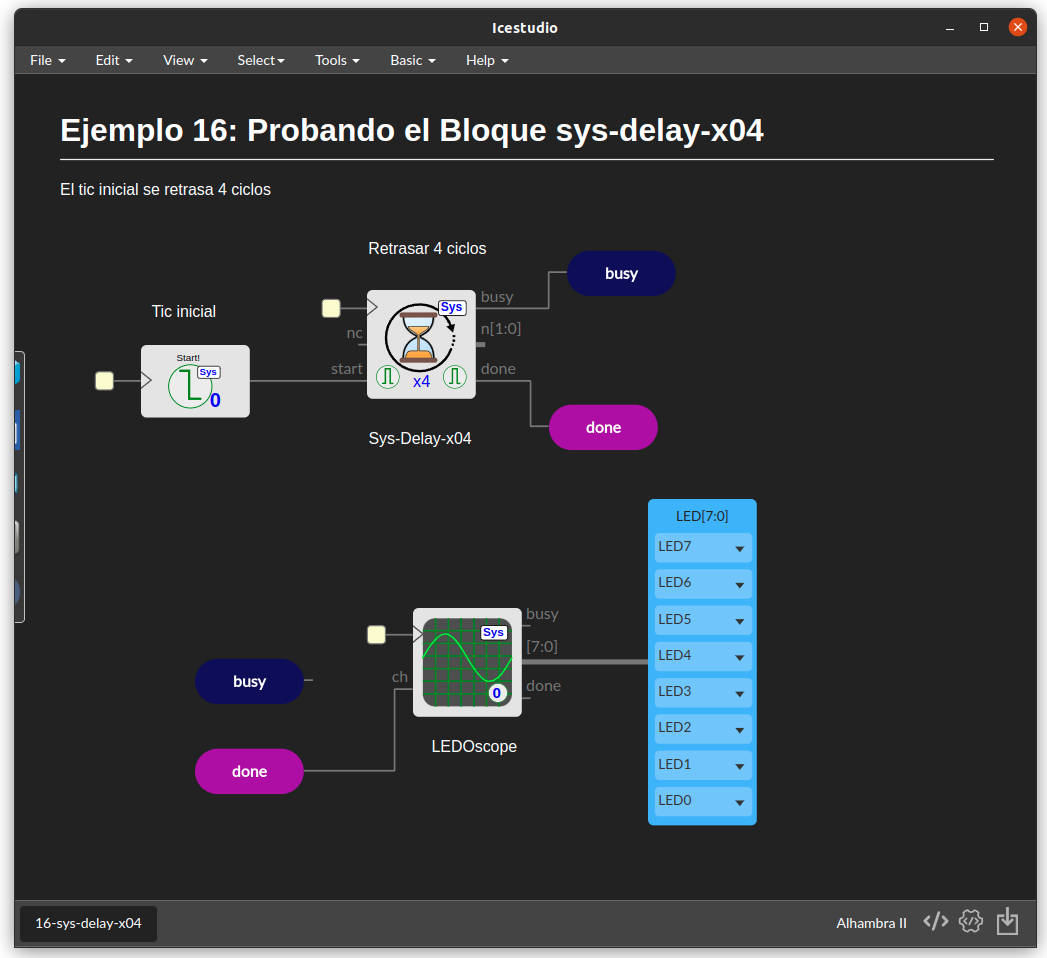 Icestudio
File Edit View Select Tools Basic Help
Ejemplo 16: Probando el Bloque sys-delay-x04
El tic inicial se retrasa 4 ciclos
Retrasar 4 ciclos
busy
Tic inicial
Sys
busy
nc
n[1:0]
Start!
Sys
0
start
x4
done
done
Sys-Delay-x04
LED[7:0]
LED7
LED6
LED5
LED4
LED3
LED2
LED1
LED0
busy
Sys
[7:0]
ch
done
0
busy
LEDOscope
done
16-sys-delay-x04
Alhambra II